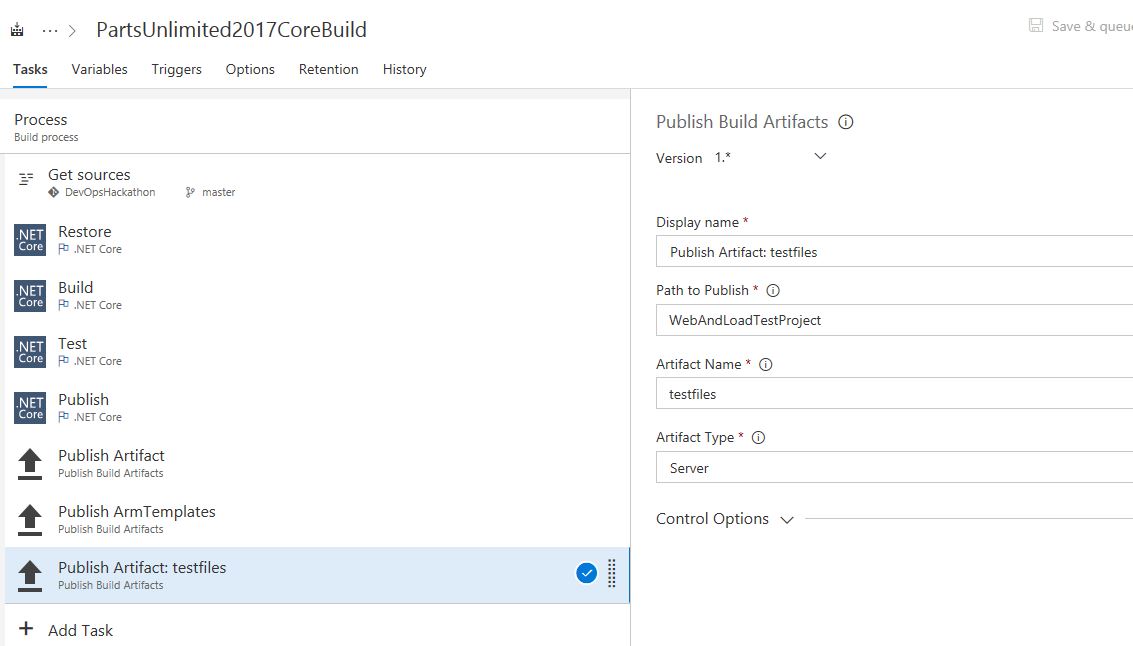 ... > PartsUnlimited2017CoreBuild
Save & queue
Tasks Variables Triggers Options Retention History
Process
Build process
Get sources
DevOpsHackathon master
.NET Core Restore
.NET Core
.NET Core Build
.NET Core
.NET Core Test
.NET Core
.NET Core Publish
.NET Core
Publish Artifact
Publish Build Artifacts
Publish ArmTemplates
Publish Build Artifacts
Publish Artifact: testfiles
Publish Build Artifacts
+ Add Task
Publish Build Artifacts
Version 1.*
Display name *
Publish Artifact: testfiles
Path to Publish *
WebAndLoadTestProject
Artifact Name *
testfiles
Artifact Type *
Server
Control Options